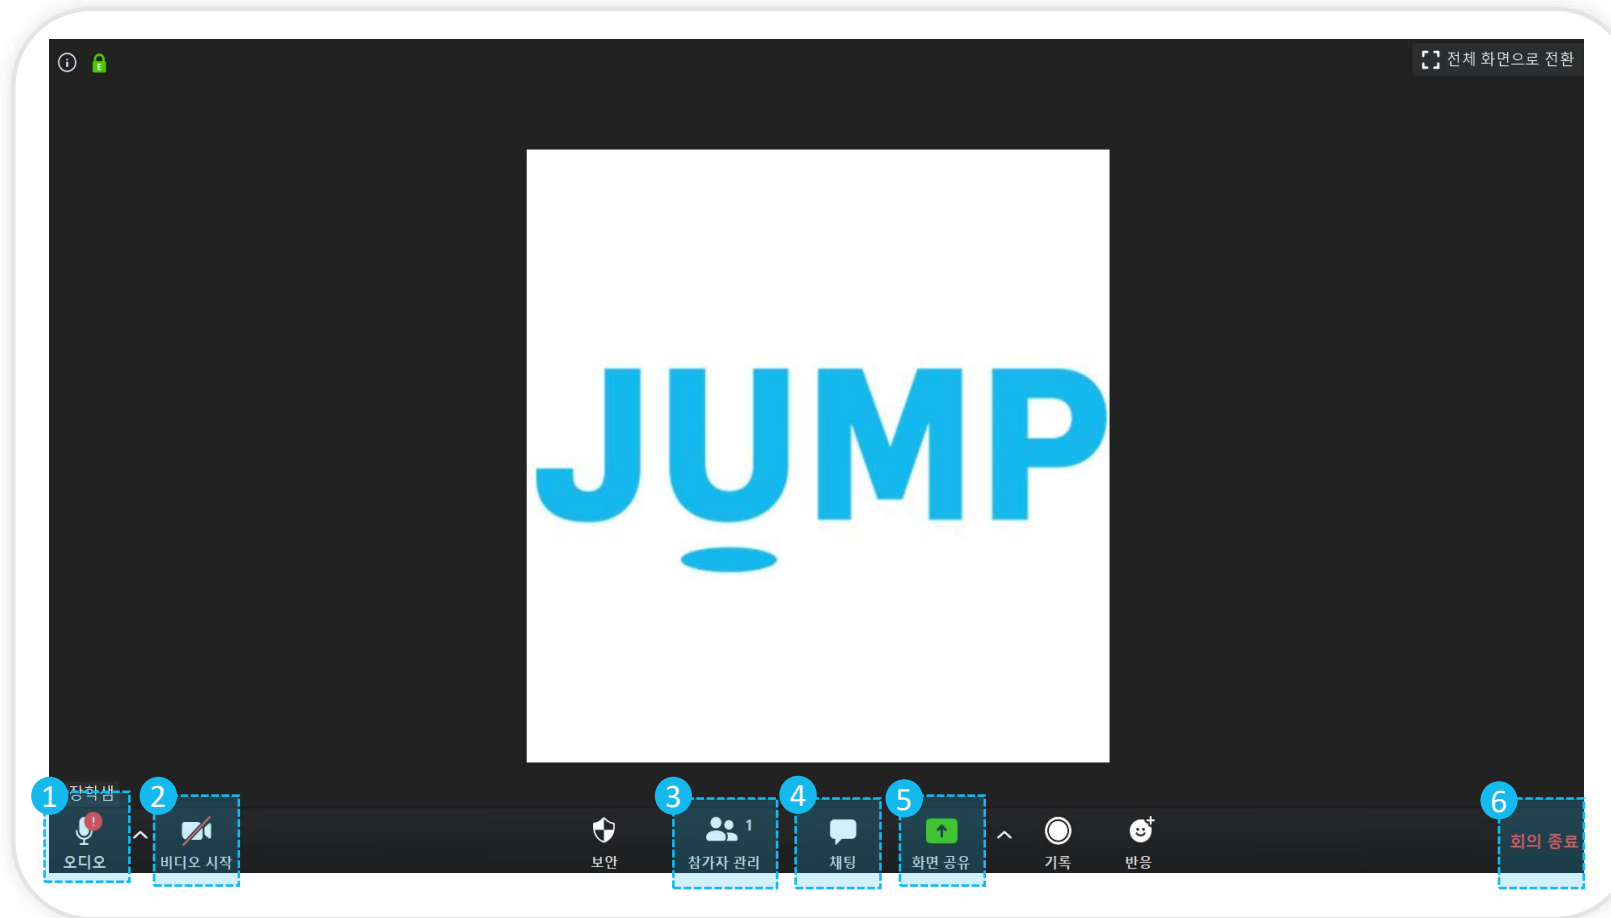 전체 화면으로 전환
JUMP
장학샘
1
2
3
4
5
6
오디오
비디오 시작
보안
1
참가자 관리
채팅
화면 공유
기록
반응
회의 종료